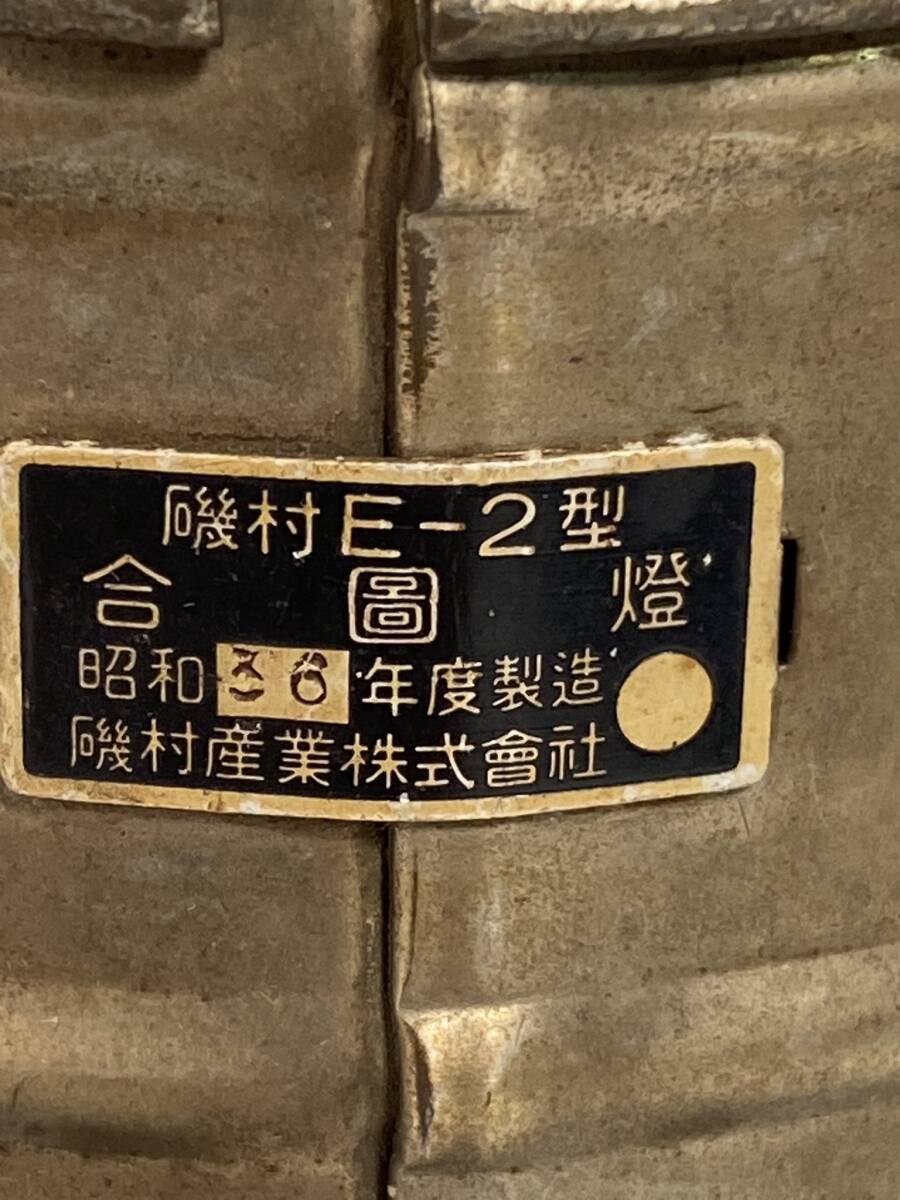 磯村E-2型
合圖燈
昭和36年度製造
磯村産業株式會社